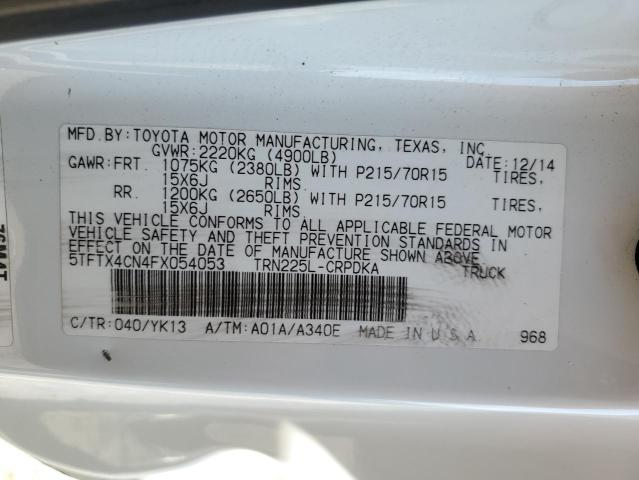 MFD.BY:TOYOTA MOTOR MANUFACTURING, TEXAS, INC.
GVWR:2220KG (4900LB) DATE:12/14
GAWR:FRT. 1075KG (2380LB) WITH P215/70R15 TIRES,
15X6J RIMS.
RR. 1200KG (2650LB) WITH P215/70R15 TIRES,
15X6J RIMS.
THIS VEHICLE CONFORMS TO ALL APPLICABLE FEDERAL MOTOR
VEHICLE SAFETY AND THEFT PREVENTION STANDARDS IN
EFFECT ON THE DATE OF MANUFACTURE SHOWN ABOVE.
5TFTX4CN4FX054053 TRN225L-CRPDKA TRUCK
C/TR:040/YK13 A/TM:A01A/A340E MADE IN U.S.A. 968